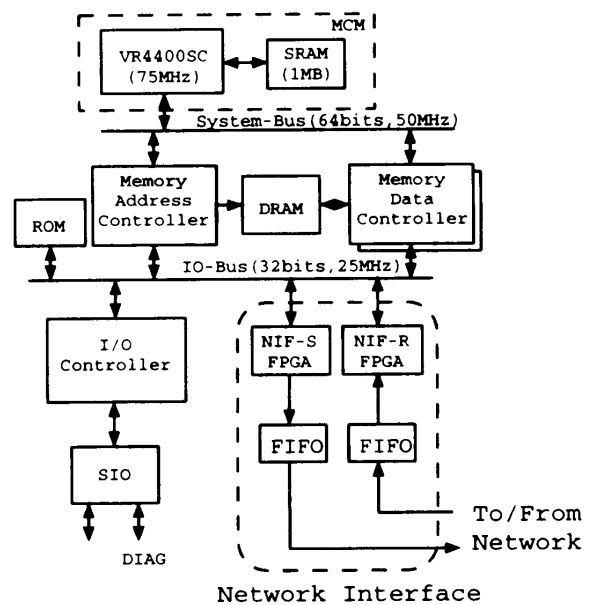 MCM
VR4400SC
(75MHz)
SRAM
(1MB)
System-Bus(64bits,50MHz)
Memory
Address
Controller
DRAM
Memory
Data
Controller
ROM
IO-Bus(32bits,25MHz)
I/O
Controller
NIF-S
FPGA
NIF-R
FPGA
FIFO
FIFO
SIO
DIAG
To/From
Network
Network Interface